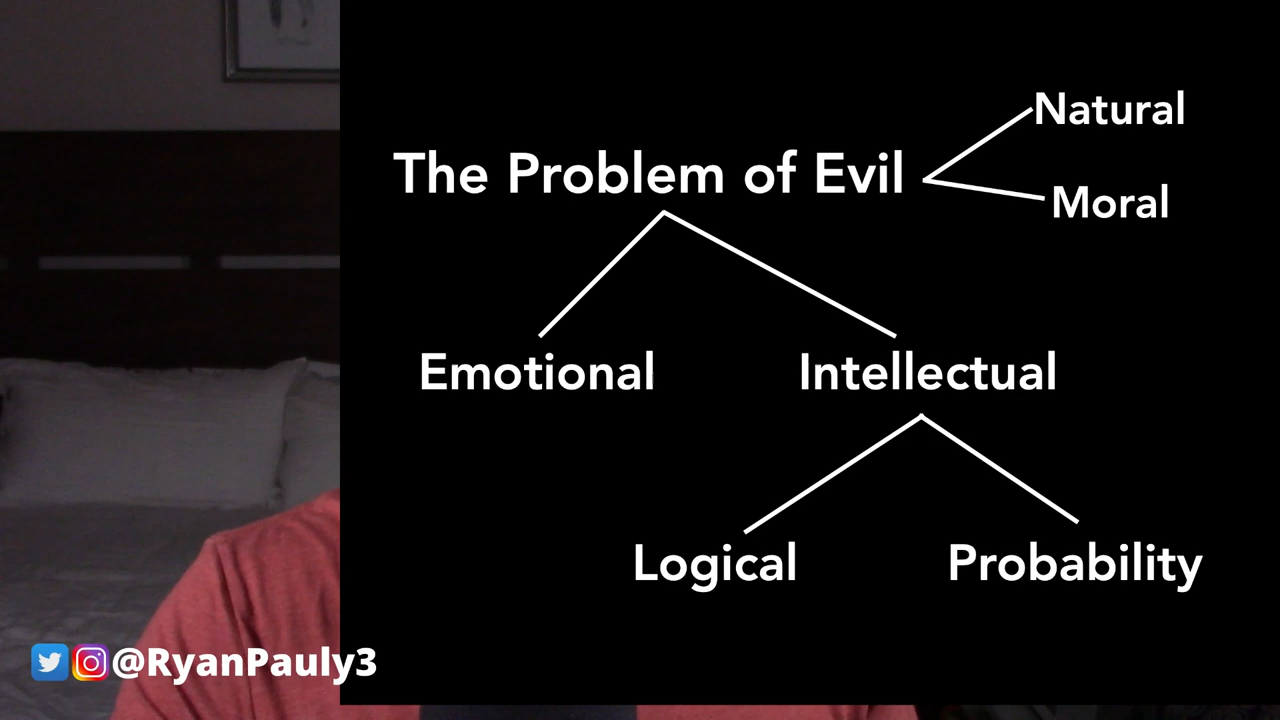 Natural
The Problem of Evil
Moral
Emotional Intellectual
Logical Probability
@RyanPauly3